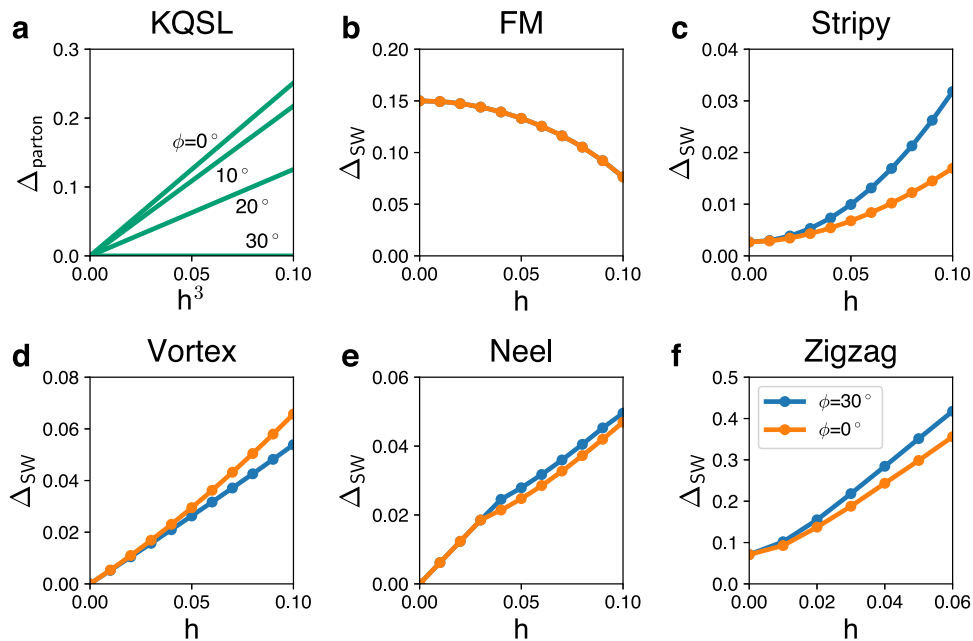 a KQSL
0.3
0.2
0.1
0.0
Δparton
ϕ=0°
10°
20°
30°
0.00 0.05 0.10
h³
b FM
0.20
0.15
0.10
0.05
0.00
ΔSW
0.00 0.05 0.10
h
c Stripy
0.04
0.03
0.02
0.01
0.00
ΔSW
0.00 0.05 0.10
h
d Vortex
0.08
0.06
0.04
0.02
0.00
ΔSW
0.00 0.05 0.10
h
e Neel
0.06
0.04
0.02
0.00
ΔSW
0.00 0.05 0.10
h
f Zigzag
0.5
0.4
0.3
0.2
0.1
0.0
ΔSW
ϕ=30°
ϕ=0°
0.00 0.02 0.04 0.06
h